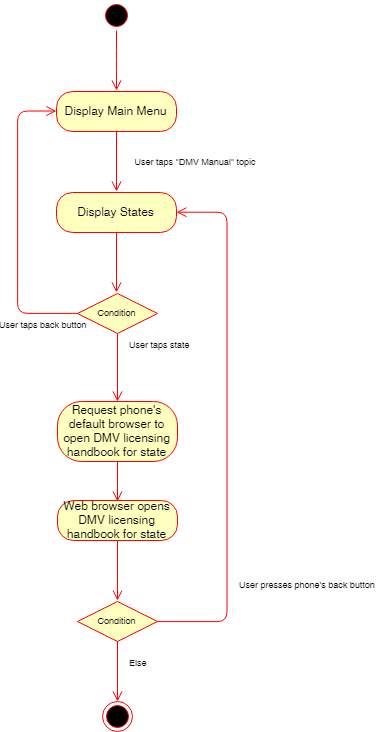 Display Main Menu
User taps "DMV Manual" topic
Display States
Condition
User taps back button
User taps state
Request phone's
default browser to
open DMV licensing
handbook for state
Web browser opens
DMV licensing
handbook for state
User presses phone's back button
Condition
Else